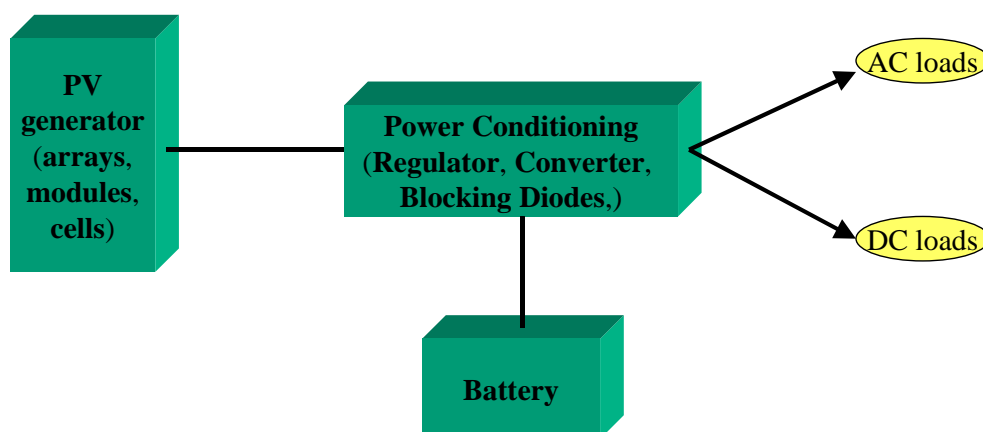 PV
generator
(arrays,
modules,
cells)
Power Conditioning
(Regulator, Converter,
Blocking Diodes,)
AC loads
DC loads
Battery